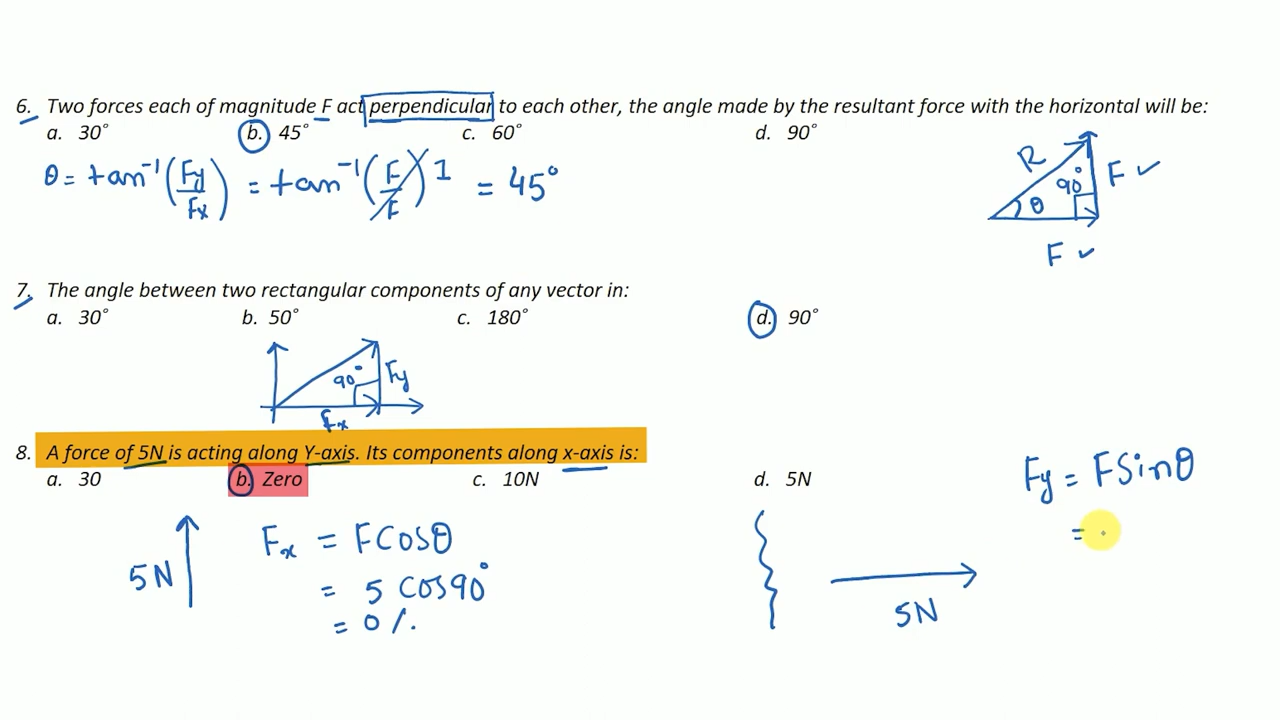 6. Two forces each of magnitude F act perpendicular to each other, the angle made by the resultant force with the horizontal will be:
a. 30° b. 45° c. 60° d. 90°
θ = tan⁻¹(Fy/Fx) = tan⁻¹(F/F) 1 = 45°
R
90°
F ✓
θ
F ✓
7. The angle between two rectangular components of any vector in:
a. 30° b. 50° c. 180° d. 90°
90°
Fy
Fx
8. A force of 5N is acting along Y-axis. Its components along x-axis is:
a. 30 b. Zero c. 10N d. 5N
5N
Fx = FCosθ
= 5 Cos90°
= 0 /.
5N
Fy = FSinθ
=